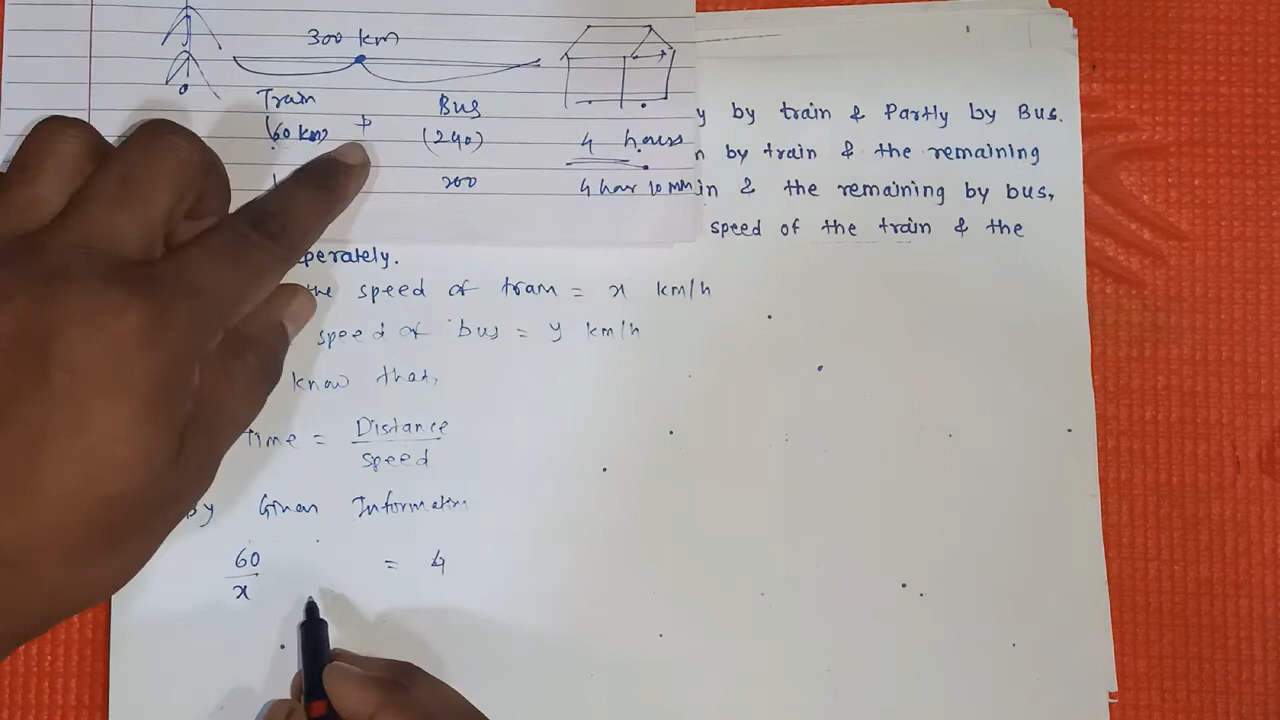 300 km
Train Bus
(60 km) + (240) 4 hours
200 4 hour 10 min
y by train & Partly by Bus.
n by train & the remaining
in & the remaining by bus,
speed of the train & the
perately.
the speed of train = x km/h
speed of bus = y km/h
know that,
Time = Distance
speed
By Given Information
60 = 4
x